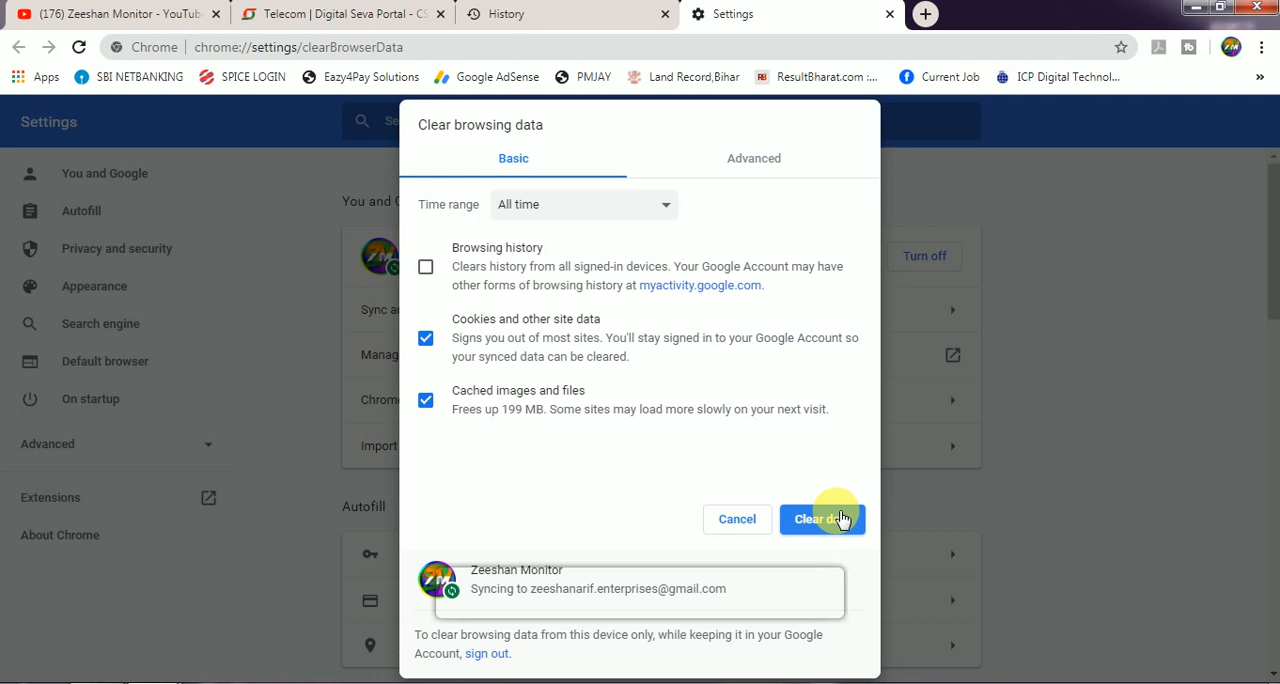 (176) Zeeshan Monitor - YouTub
Telecom | Digital Seva Portal - CS
History
Settings
Chrome | chrome://settings/clearBrowserData
Apps
SBI NETBANKING
SPICE LOGIN
Eazy4Pay Solutions
Google AdSense
PMJAY
Land Record,Bihar
ResultBharat.com :...
Current Job
ICP Digital Technol...
»
Settings
Se
You and Google
Autofill
Privacy and security
Appearance
Search engine
Default browser
On startup
Advanced
Extensions
About Chrome
You and G
Turn off
Sync a
Manag
Chrome
Import
Autofill
Clear browsing data
Basic
Advanced
Time range
All time
Browsing history
Clears history from all signed-in devices. Your Google Account may have
other forms of browsing history at myactivity.google.com.
Cookies and other site data
Signs you out of most sites. You'll stay signed in to your Google Account so
your synced data can be cleared.
Cached images and files
Frees up 199 MB. Some sites may load more slowly on your next visit.
Cancel
Clear d
Zeeshan Monitor
Syncing to zeeshanarif.enterprises@gmail.com
To clear browsing data from this device only, while keeping it in your Google
Account, sign out.